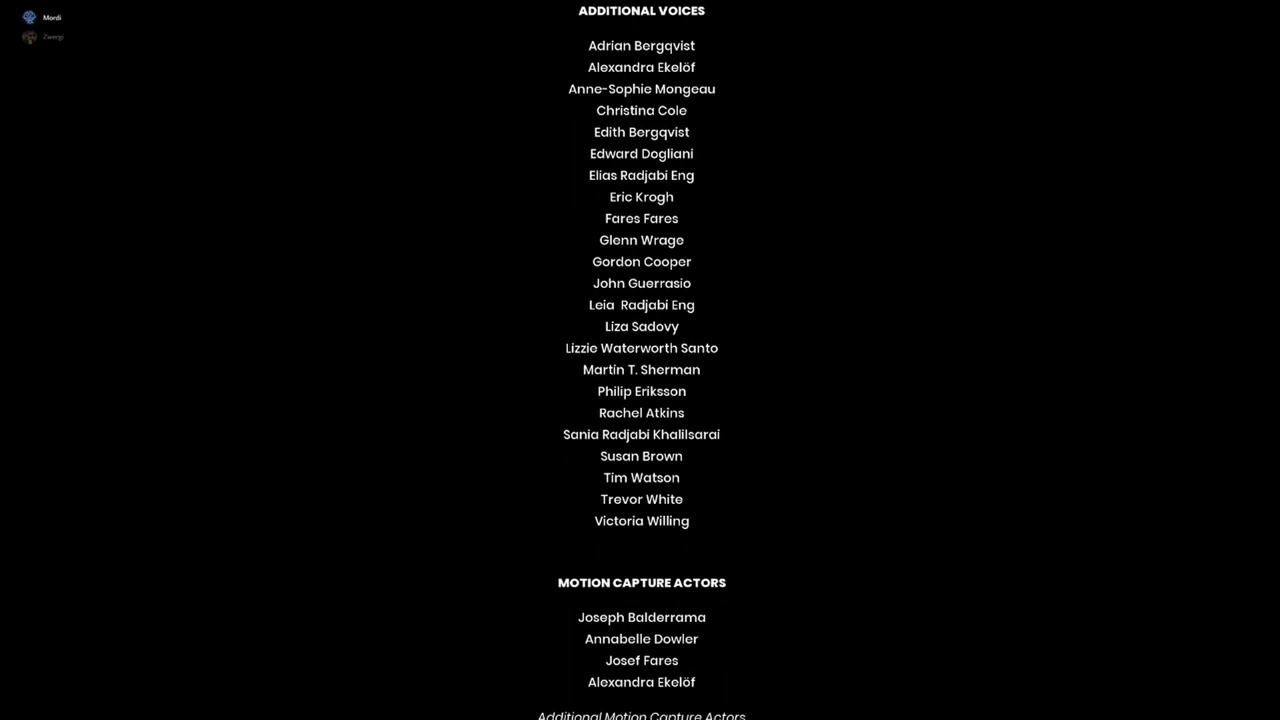 Mordi
Zwergi
ADDITIONAL VOICES
Adrian Bergqvist
Alexandra Ekelöf
Anne-Sophie Mongeau
Christina Cole
Edith Bergqvist
Edward Dogliani
Elias Radjabi Eng
Eric Krogh
Fares Fares
Glenn Wrage
Gordon Cooper
John Guerrasio
Leia Radjabi Eng
Liza Sadovy
Lizzie Waterworth Santo
Martin T. Sherman
Philip Eriksson
Rachel Atkins
Sania Radjabi Khalilsarai
Susan Brown
Tim Watson
Trevor White
Victoria Willing
MOTION CAPTURE ACTORS
Joseph Balderrama
Annabelle Dowler
Josef Fares
Alexandra Ekelöf
Additional Motion Capture Actors